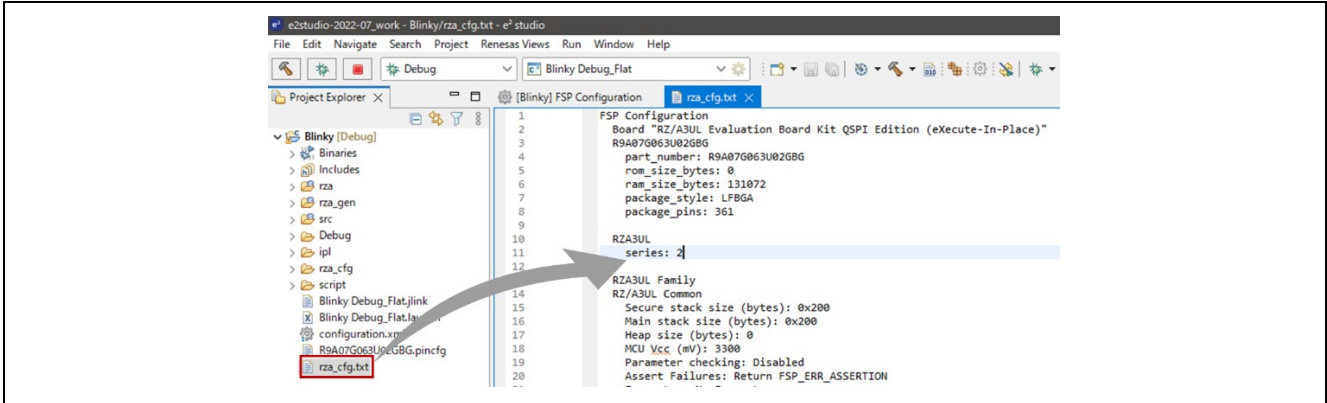 e2studio-2022-07_work - Blinky/rza_cfg.txt - e² studio
File Edit Navigate Search Project Renesas Views Run Window Help
Debug
Blinky Debug_Flat
Project Explorer
[Blinky] FSP Configuration
rza_cfg.txt
Blinky [Debug]
Binaries
Includes
rza
rza_gen
src
Debug
ipl
rza_cfg
script
Blinky Debug_Flat.jlink
Blinky Debug_Flat.la
configuration.xm
R9A07G063U02GBG.pincfg
rza_cfg.txt
1 FSP Configuration
2 Board "RZ/A3UL Evaluation Board Kit QSPI Edition (eXecute-In-Place)"
3 R9A07G063U02GBG
4 part_number: R9A07G063U02GBG
5 rom_size_bytes: 0
6 ram_size_bytes: 131072
7 package_style: LFBGA
8 package_pins: 361
9
10 RZA3UL
11 series: 2
12
RZA3UL Family
14 RZ/A3UL Common
15 Secure stack size (bytes): 0x200
16 Main stack size (bytes): 0x200
17 Heap size (bytes): 0
18 MCU Vcc (mV): 3300
19 Parameter checking: Disabled
20 Assert Failures: Return FSP_ERR_ASSERTION